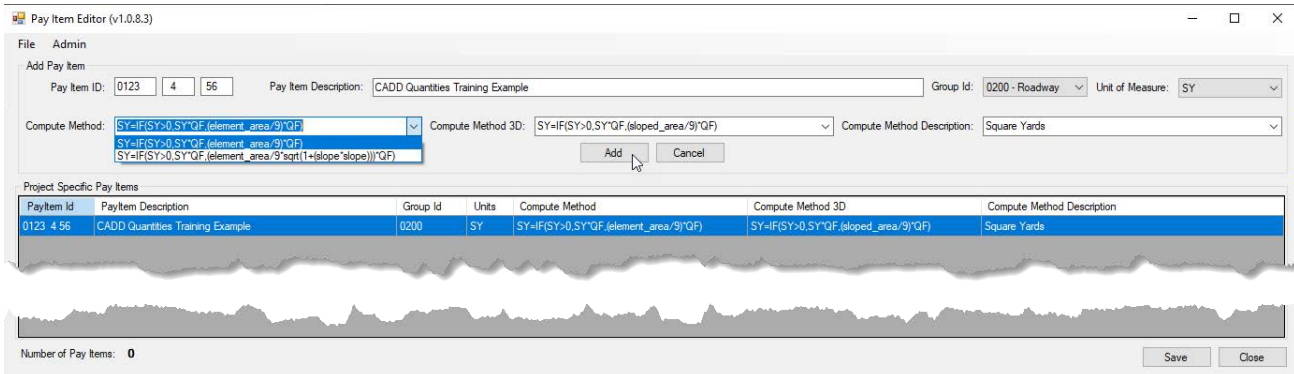 Pay Item Editor (v1.0.8.3)
File Admin
Add Pay Item
Pay Item ID: 0123 4 56 Pay Item Description: CADD Quantities Training Example Group Id: 0200 - Roadway Unit of Measure: SY
Compute Method: SY=IF(SY>0,SY*QF,(element_area/9)*QF) Compute Method 3D: SY=IF(SY>0,SY*QF,(sloped_area/9)*QF) Compute Method Description: Square Yards
SY=IF(SY>0,SY*QF,(element_area/9)*QF)
SY=IF(SY>0,SY*QF,(element_area/9*sqrt(1+(slope*slope)))*QF)
Add Cancel
Project Specific Pay Items
PayItem Id PayItem Description Group Id Units Compute Method Compute Method 3D Compute Method Description
0123 4 56 CADD Quantities Training Example 0200 SY SY=IF(SY>0,SY*QF,(element_area/9)*QF) SY=IF(SY>0,SY*QF,(sloped_area/9)*QF) Square Yards
Number of Pay Items: 0
Save Close